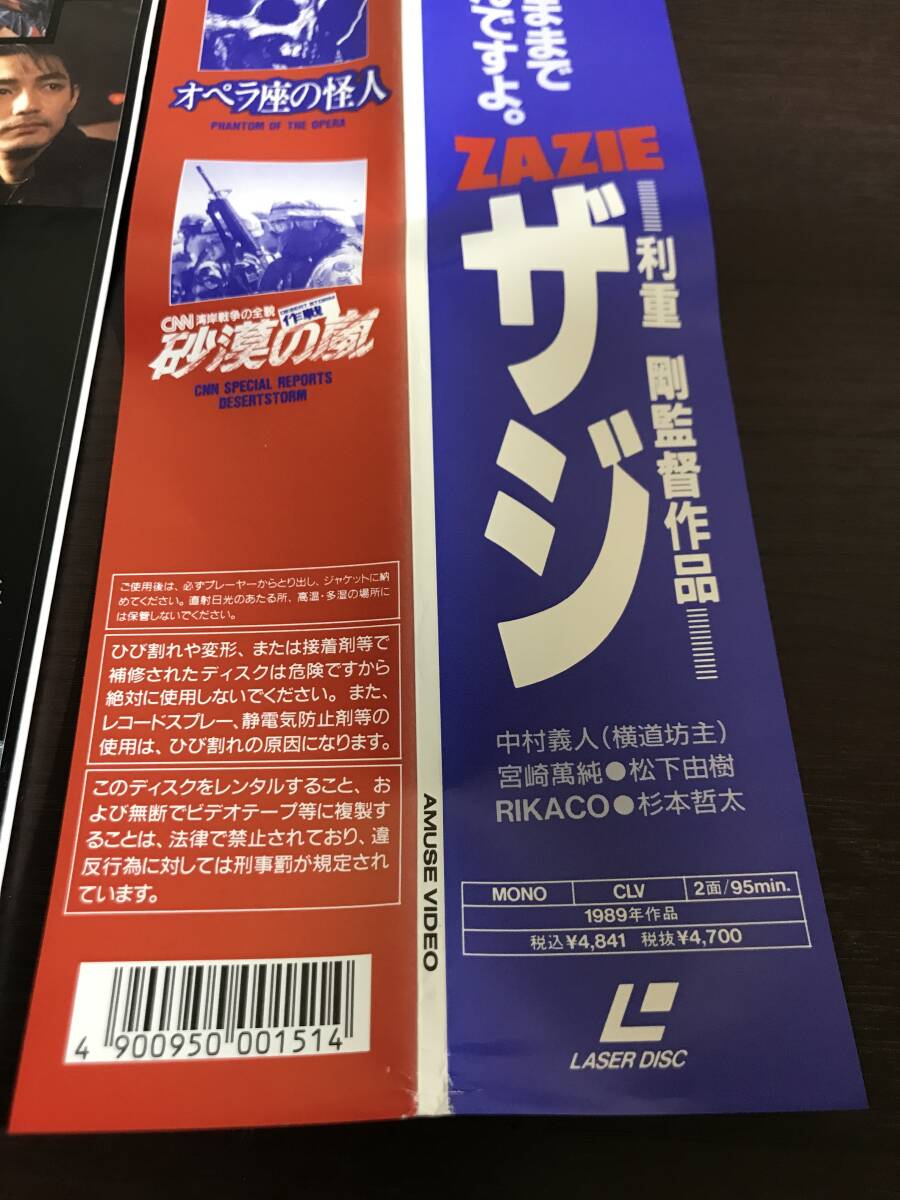 オペラ座の怪人
PHANTOM OF THE OPERA
CNN 湾岸戦争の全貌
DESERT STORM
作戦
砂漠の嵐
CNN SPECIAL REPORTS
DESERTSTORM
ご使用後は、必ずプレーヤーからとり出し、ジャケットに納
めてください。直射日光のあたる所、高温・多湿の場所に
は保管しないでください。
ひび割れや変形、または接着剤等で
補修されたディスクは危険ですから
絶対に使用しないでください。また、
レコードスプレー、静電気防止剤等の
使用は、ひび割れの原因になります。
このディスクをレンタルすること、お
よび無断でビデオテープ等に複製す
ることは、法律で禁止されており、違
反行為に対しては刑事罰が規定され
ています。
4 900950 001514
AMUSE VIDEO
ままで
ですよ。
ZAZIE
ザジ
利重 剛監督作品
中村義人(横道坊主)
宮崎萬純●松下由樹
RIKACO●杉本哲太
MONO CLV 2面/95min.
1989年作品
税込¥4,841 税抜¥4,700
LASER DISC